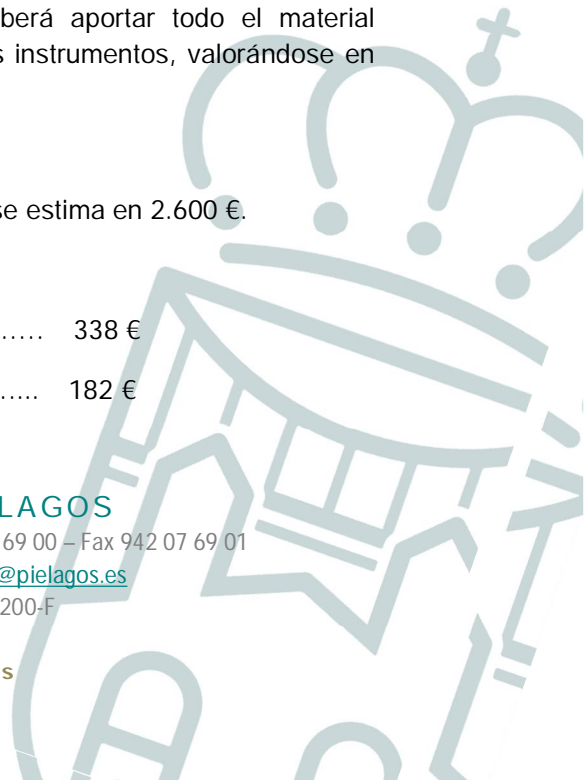 berá aportar todo el material
s instrumentos, valorándose en
se estima en 2.600 €.
..... 338 €
..... 182 €
LAGOS
69 00 – Fax 942 07 69 01
@pielagos.es
200-F
s